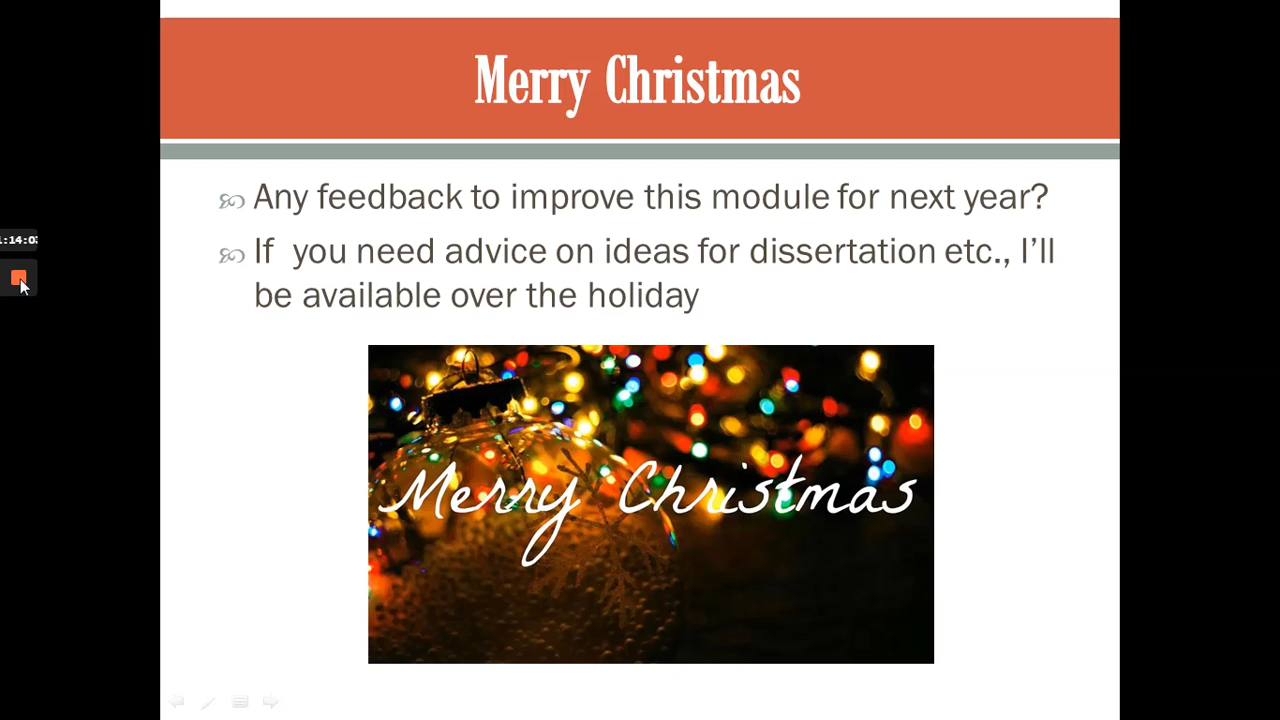 Merry Christmas
Any feedback to improve this module for next year?
If you need advice on ideas for dissertation etc., I’ll
be available over the holiday
Merry Christmas